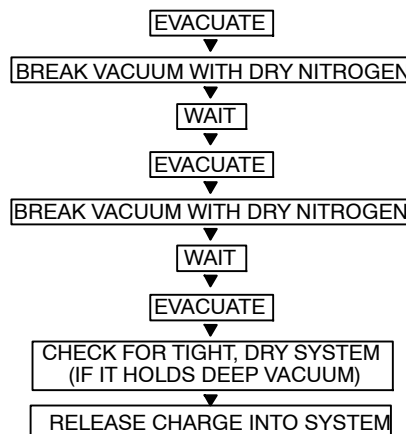 EVACUATE
BREAK VACUUM WITH DRY NITROGEN
WAIT
EVACUATE
BREAK VACUUM WITH DRY NITROGEN
WAIT
EVACUATE
CHECK FOR TIGHT, DRY SYSTEM
(IF IT HOLDS DEEP VACUUM)
RELEASE CHARGE INTO SYSTEM